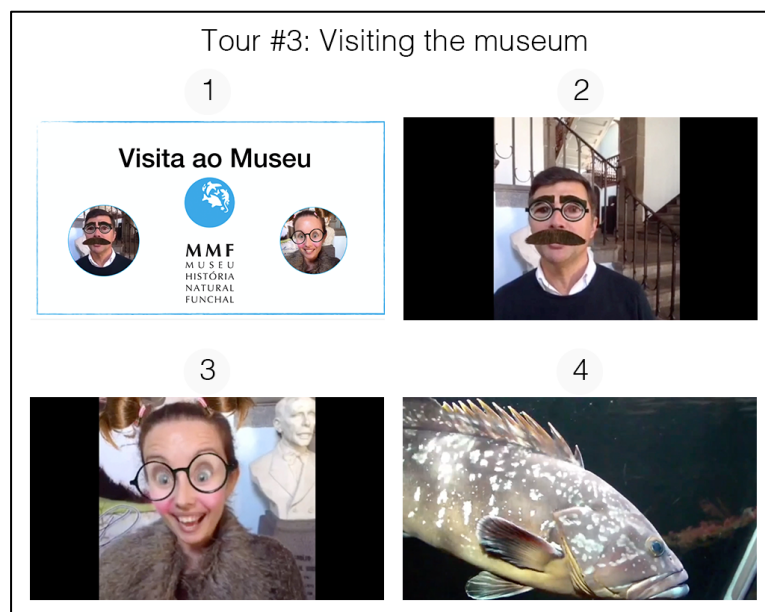 Tour #3: Visiting the museum
1
2
Visita ao Museu
MMF
MUSEU
HISTÓRIA
NATURAL
FUNCHAL
3
4